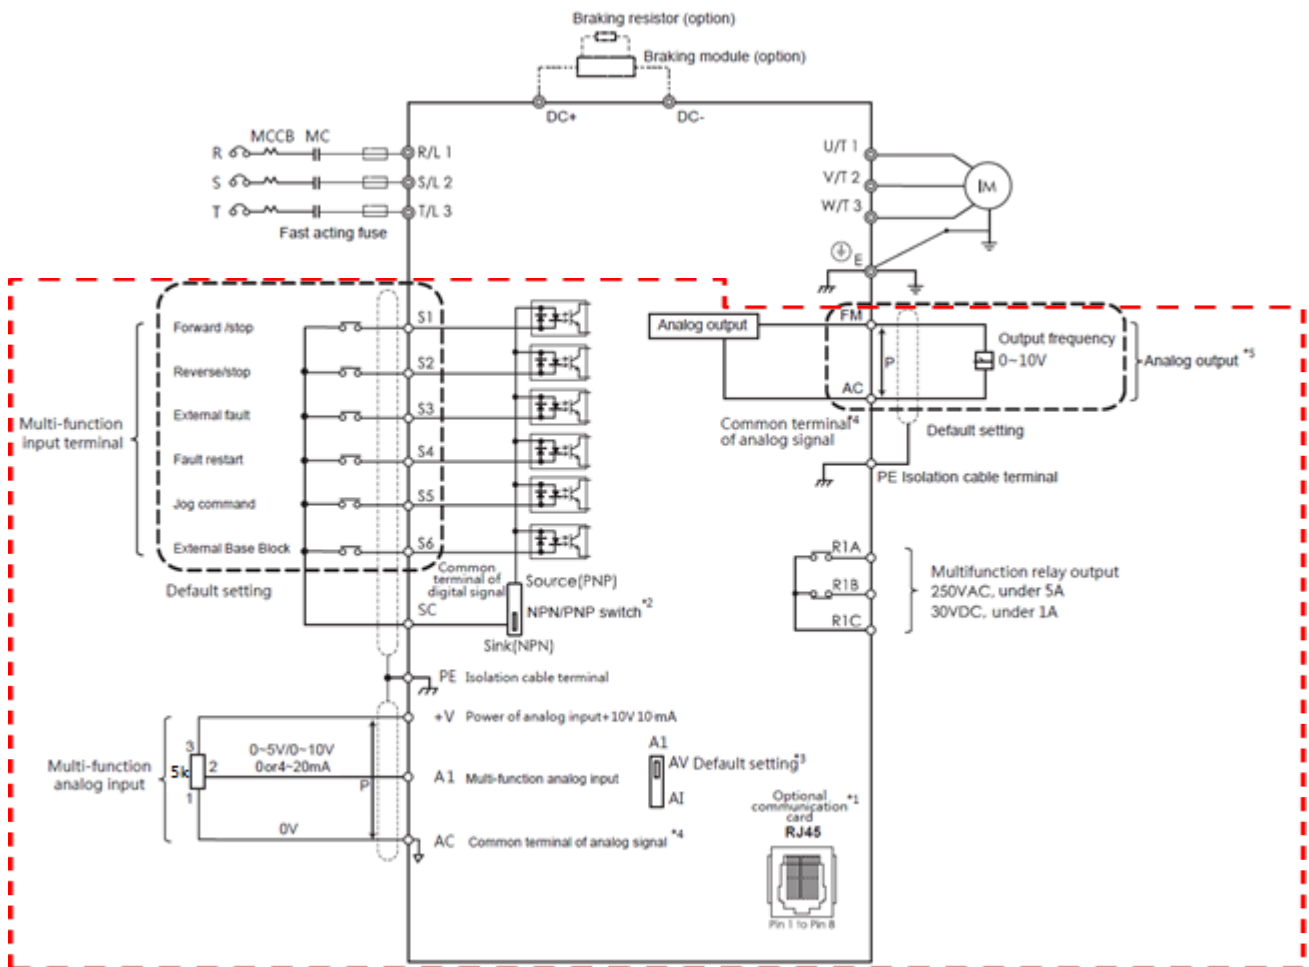 Braking resistor (option)
Braking module (option)
DC+
DC-
MCCB MC
R
R/L 1
S
S/L 2
T
T/L 3
Fast acting fuse
U/T 1
V/T 2
W/T 3
IM
E
Multi-function
input terminal
Forward /stop
S1
Reverse/stop
S2
External fault
S3
Fault restart
S4
Jog command
S5
External Base Block
S6
Default setting
Common
terminal of
digital signal
SC
Source(PNP)
NPN/PNP switch*2
Sink(NPN)
PE Isolation cable terminal
Analog output
FM
P
AC
Output frequency
0~10V
Analog output *5
Common terminal*4
of analog signal
Default setting
PE Isolation cable terminal
R1A
R1B
R1C
Multifunction relay output
250VAC, under 5A
30VDC, under 1A
Multi-function
analog input
3
5k
2
1
0~5V/0~10V
0or4~20mA
0V
P
+V Power of analog input+10V 10mA
A1 Multi-function analog input
AC Common terminal of analog signal *4
A1
AV Default setting*3
AI
Optional *1
communication
card
RJ45
Pin 1 to Pin 8